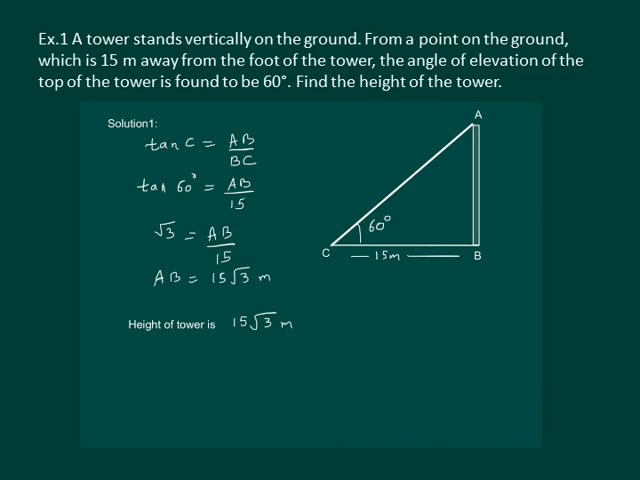 Ex.1 A tower stands vertically on the ground. From a point on the ground,
which is 15 m away from the foot of the tower, the angle of elevation of the
top of the tower is found to be 60°. Find the height of the tower.
Solution1:
tan C = AB/BC
tan 60° = AB/15
√3 = AB/15
AB = 15√3 m
Height of tower is 15√3 m
A
60°
C
15m
B